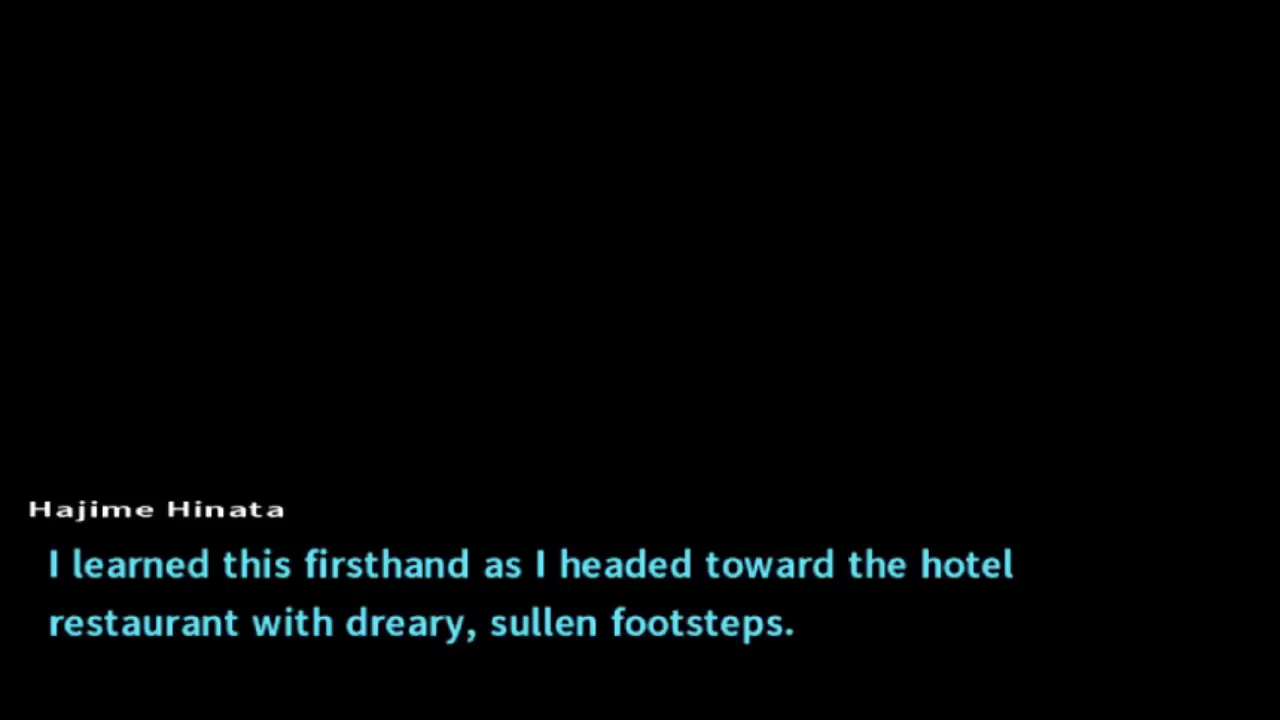 Hajime Hinata
I learned this firsthand as I headed toward the hotel
restaurant with dreary, sullen footsteps.